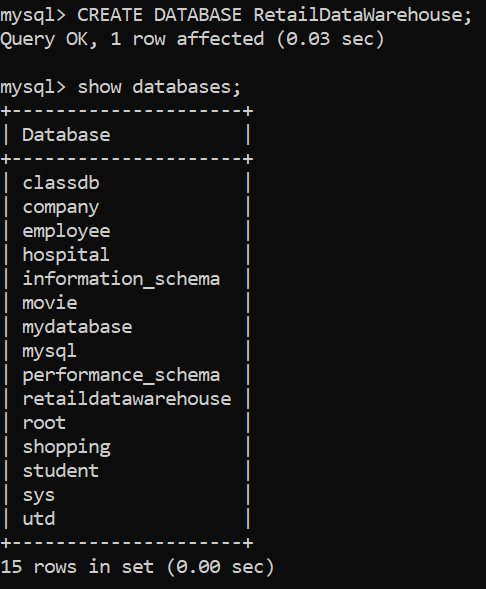 mysql> CREATE DATABASE RetailDataWarehouse;
Query OK, 1 row affected (0.03 sec)

mysql> show databases;
+---------------------+
| Database            |
+---------------------+
| classdb             |
| company             |
| employee            |
| hospital            |
| information_schema  |
| movie               |
| mydatabase          |
| mysql               |
| performance_schema  |
| retaildatawarehouse |
| root                |
| shopping            |
| student             |
| sys                 |
| utd                 |
+---------------------+
15 rows in set (0.00 sec)